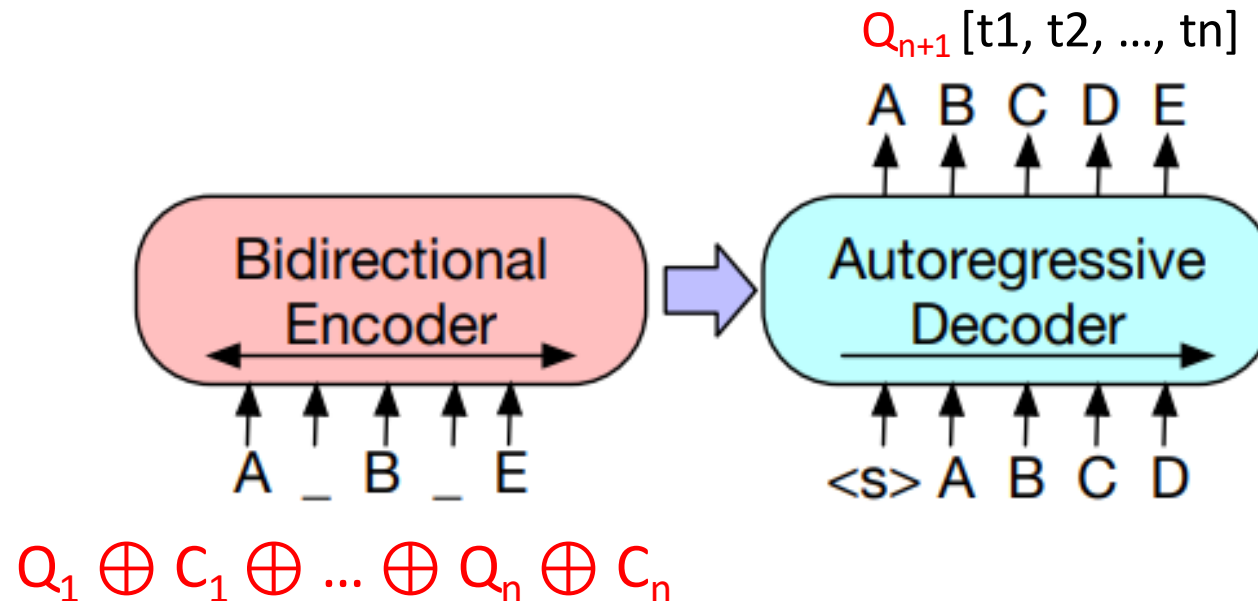 Qₙ₊₁ [t1, t2, ..., tn]
A B C D E
Bidirectional
Encoder
Autoregressive
Decoder
A _ B _ E
<s> A B C D
Q₁ ⊕ C₁ ⊕ ... ⊕ Qₙ ⊕ Cₙ